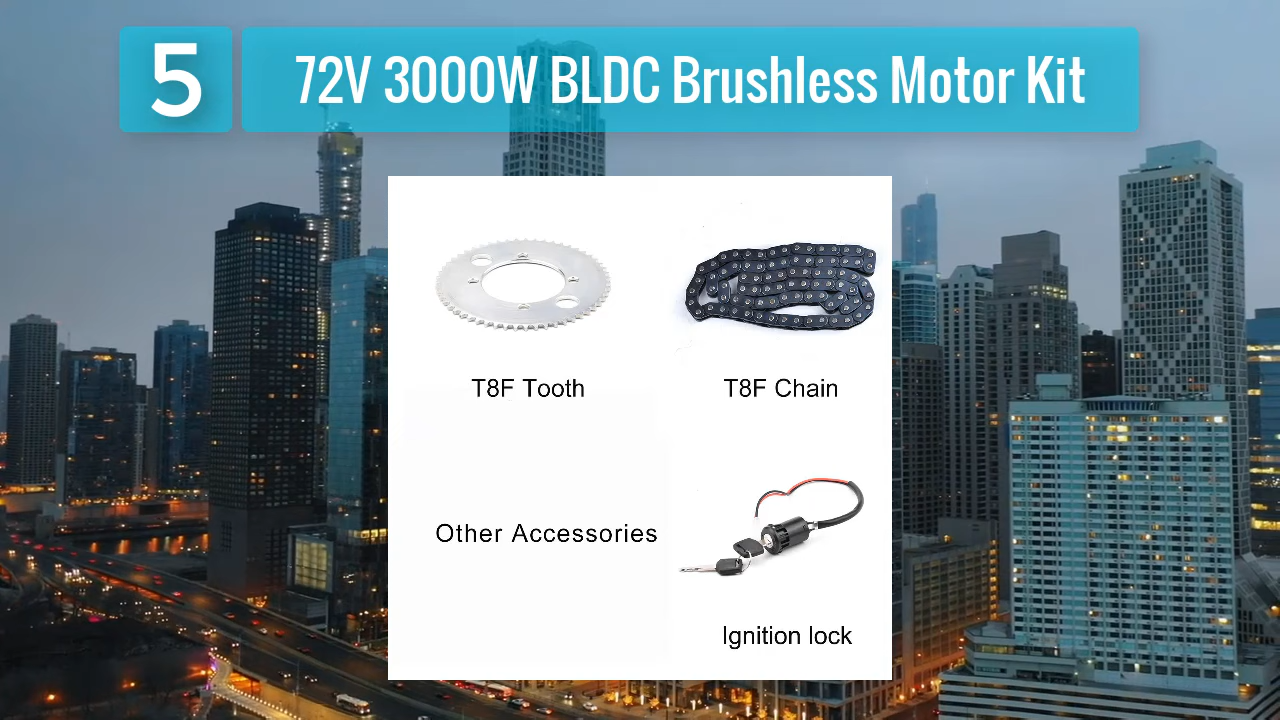 5
72V 3000W BLDC Brushless Motor Kit
T8F Tooth
T8F Chain
Other Accessories
Ignition lock